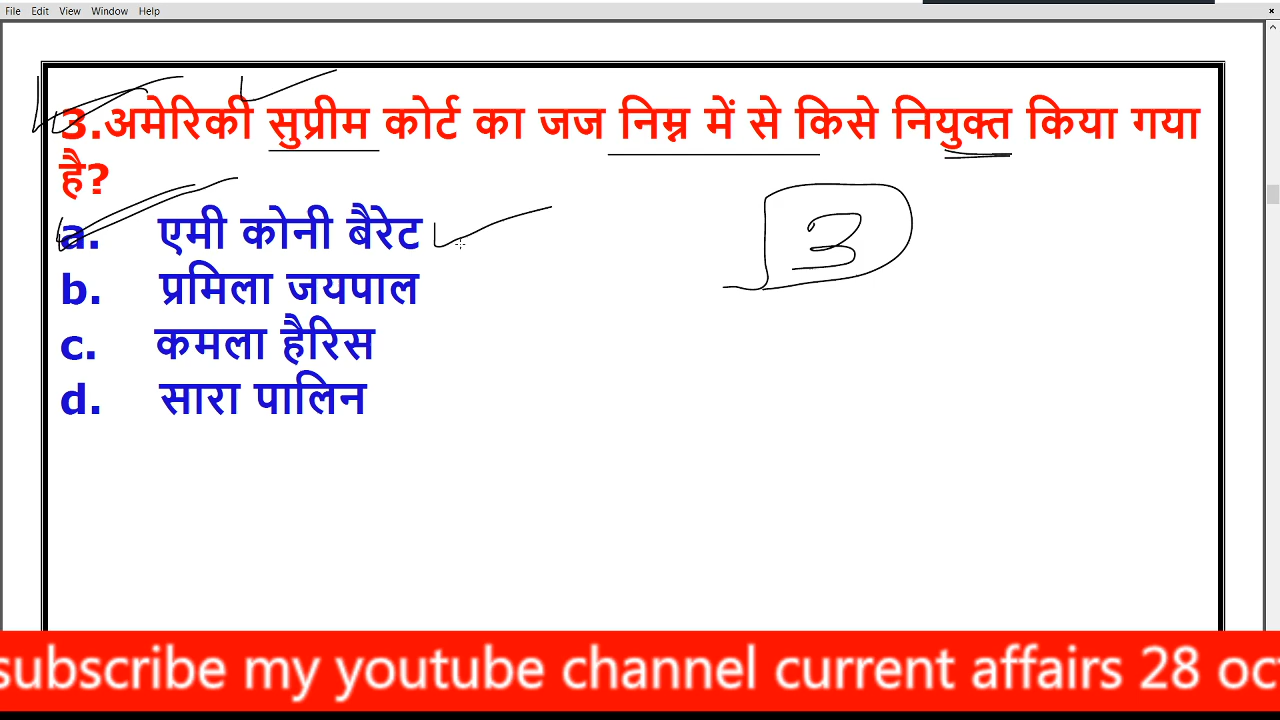 File Edit View Window Help
3.अमेरिकी सुप्रीम कोर्ट का जज निम्न में से किसे नियुक्त किया गया
है?
a. एमी कोनी बैरेट
b. प्रमिला जयपाल
c. कमला हैरिस
d. सारा पालिन
3
subscribe my youtube channel current affairs 28 oc